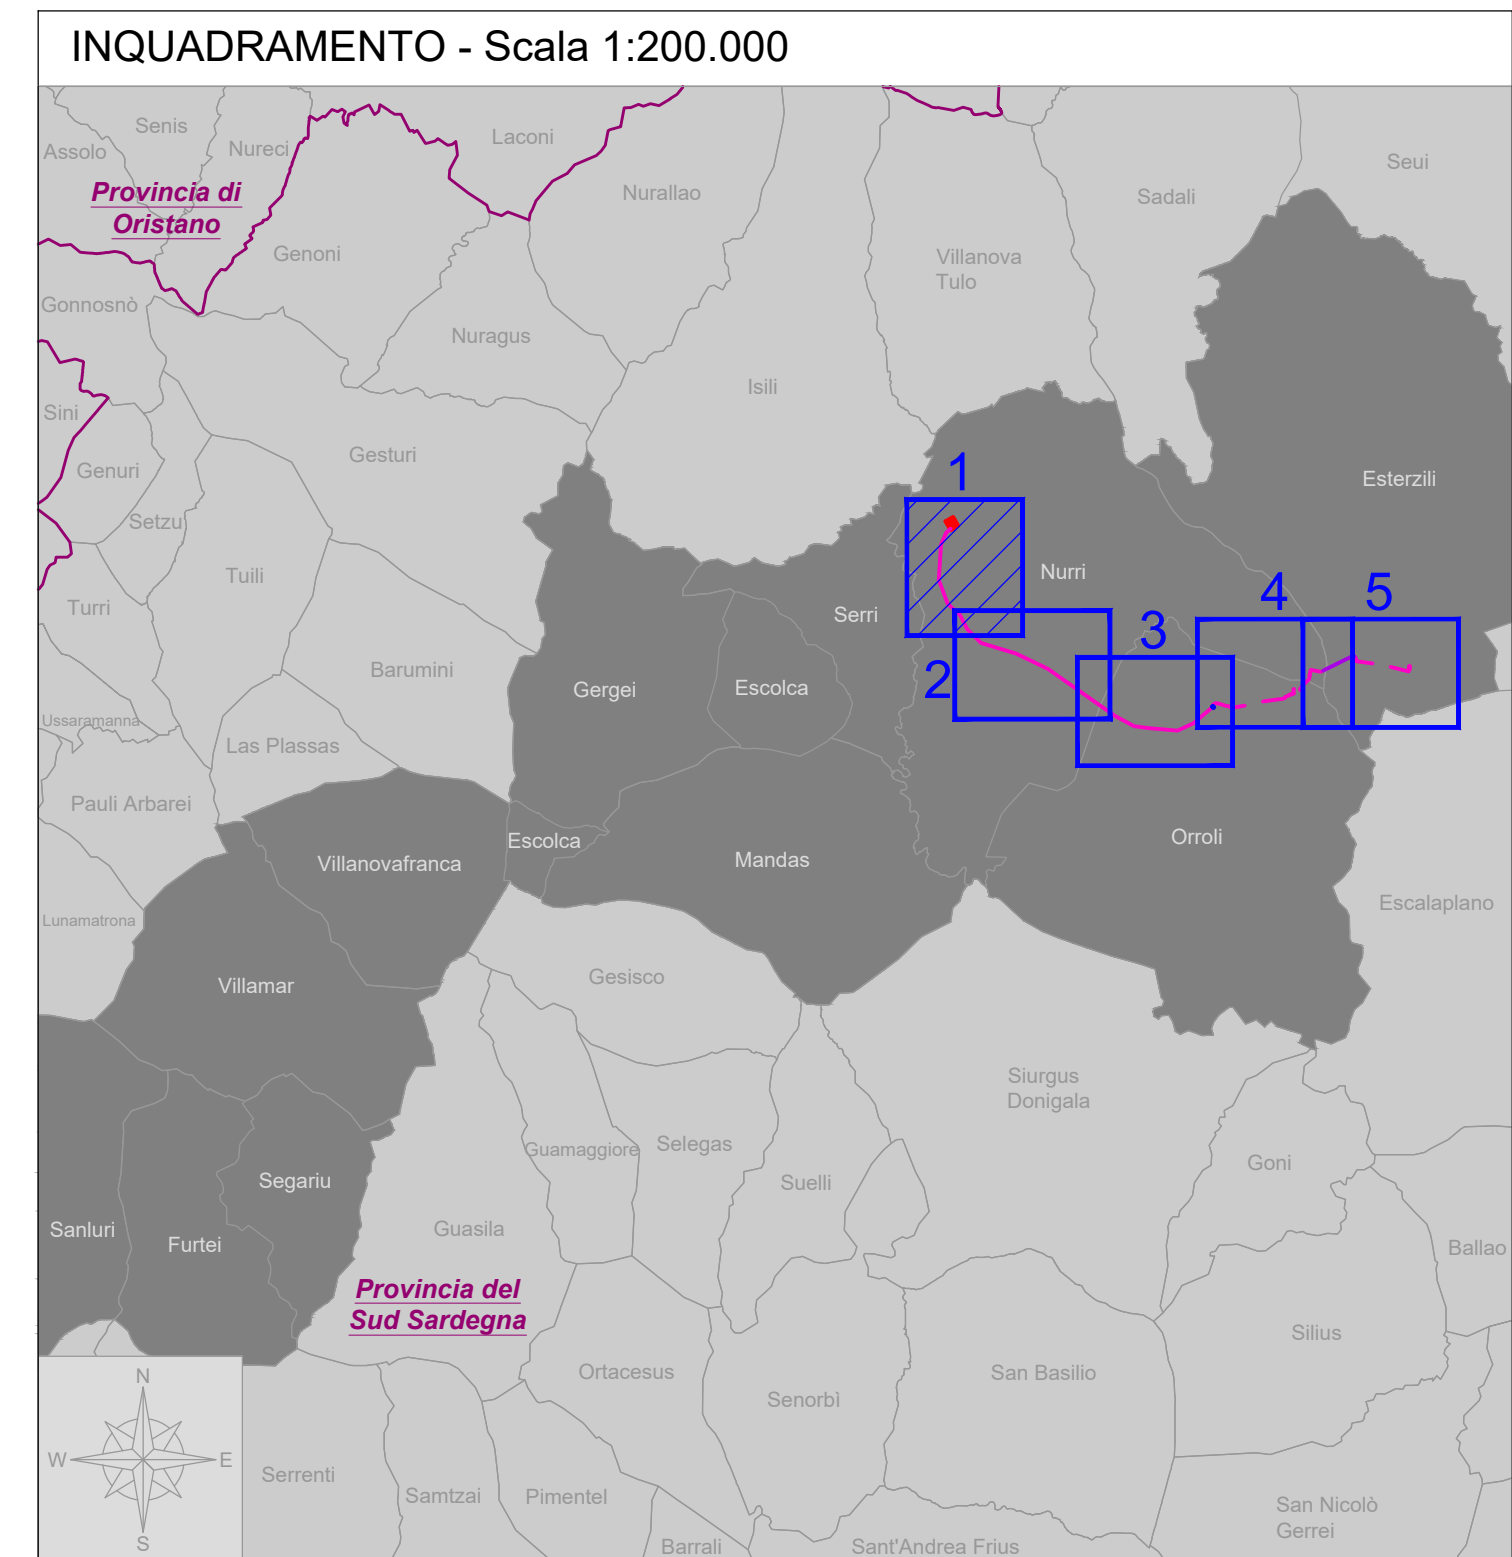 INQUADRAMENTO - Scala 1:200.000
Senis
Assolo
Nureci
Laconi
Seui
Provincia di
Oristano
Nurallao
Sadali
Genoni
Villanova
Tulo
Gonnosnò
Nuragus
Isili
Sini
Gesturi
Genuri
1
Esterzili
Setzu
Tuili
Nurri
4
5
Turri
Serri
3
Barumini
Gergei
Escolca
2
Ussaramanna
Las Plassas
Pauli Arbarei
Escolca
Orroli
Villanovafranca
Mandas
Lunamatrona
Escalaplano
Villamar
Gesisco
Siurgus
Donigala
Guamaggiore
Selegas
Goni
Segariu
Suelli
Sanluri
Furtei
Guasila
Ballao
Provincia del
Sud Sardegna
Silius
Ortacesus
San Basilio
Senorbì
N
W
E
S
Serrenti
Samtzai
Pimentel
San Nicolò
Gerrei
Barrali
Sant'Andrea Frius